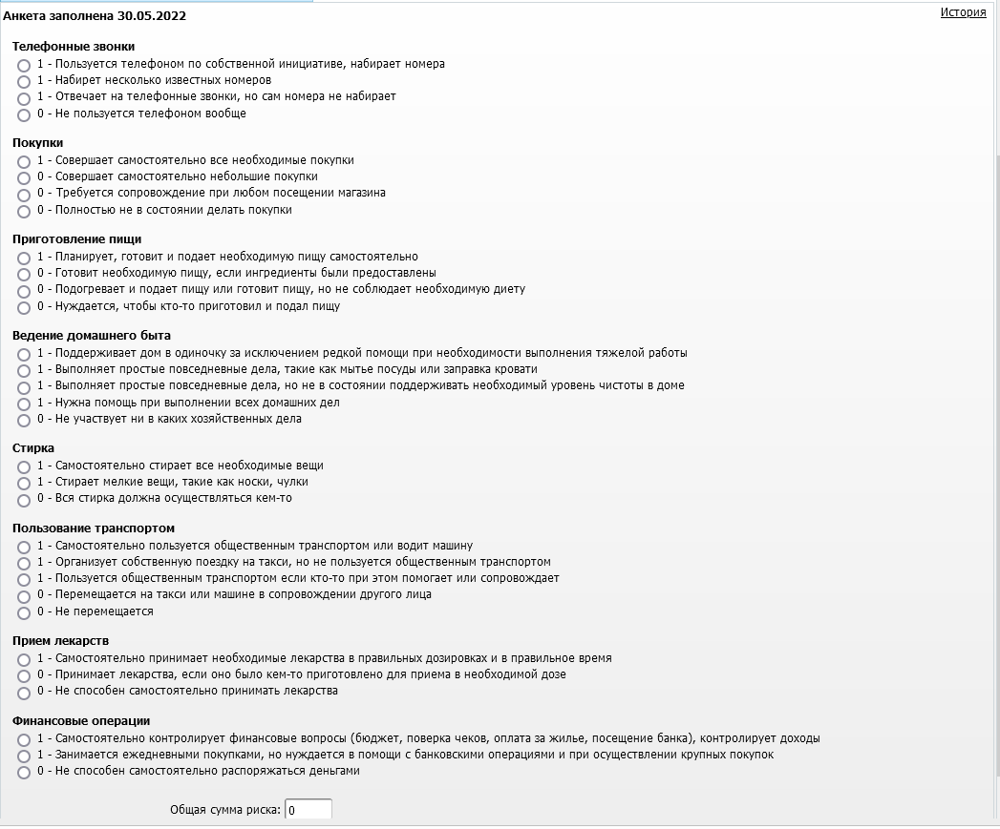 Анкета заполнена 30.05.2022
История
Телефонные звонки
1 - Пользуется телефоном по собственной инициативе, набирает номера
1 - Набирет несколько известных номеров
1 - Отвечает на телефонные звонки, но сам номера не набирает
0 - Не пользуется телефоном вообще
Покупки
1 - Совершает самостоятельно все необходимые покупки
0 - Совершает самостоятельно небольшие покупки
0 - Требуется сопровождение при любом посещении магазина
0 - Полностью не в состоянии делать покупки
Приготовление пищи
1 - Планирует, готовит и подает необходимую пищу самостоятельно
0 - Готовит необходимую пищу, если ингредиенты были предоставлены
0 - Подогревает и подает пищу или готовит пищу, но не соблюдает необходимую диету
0 - Нуждается, чтобы кто-то приготовил и подал пищу
Ведение домашнего быта
1 - Поддерживает дом в одиночку за исключением редкой помощи при необходимости выполнения тяжелой работы
1 - Выполняет простые повседневные дела, такие как мытье посуды или заправка кровати
1 - Выполняет простые повседневные дела, но не в состоянии поддерживать необходимый уровень чистоты в доме
1 - Нужна помощь при выполнении всех домашних дел
0 - Не участвует ни в каких хозяйственных дела
Стирка
1 - Самостоятельно стирает все необходимые вещи
1 - Стирает мелкие вещи, такие как носки, чулки
0 - Вся стирка должна осуществляться кем-то
Пользование транспортом
1 - Самостоятельно пользуется общественным транспортом или водит машину
1 - Организует собственную поездку на такси, но не пользуется общественным транспортом
1 - Пользуется общественным транспортом если кто-то при этом помогает или сопровождает
0 - Перемещается на такси или машине в сопровождении другого лица
0 - Не перемещается
Прием лекарств
1 - Самостоятельно принимает необходимые лекарства в правильных дозировках и в правильное время
0 - Принимает лекарства, если оно было кем-то приготовлено для приема в необходимой дозе
0 - Не способен самостоятельно принимать лекарства
Финансовые операции
1 - Самостоятельно контролирует финансовые вопросы (бюджет, поверка чеков, оплата за жилье, посещение банка), контролирует доходы
1 - Занимается ежедневными покупками, но нуждается в помощи с банковскими операциями и при осуществлении крупных покупок
0 - Не способен самостоятельно распоряжаться деньгами
Общая сумма риска: 0